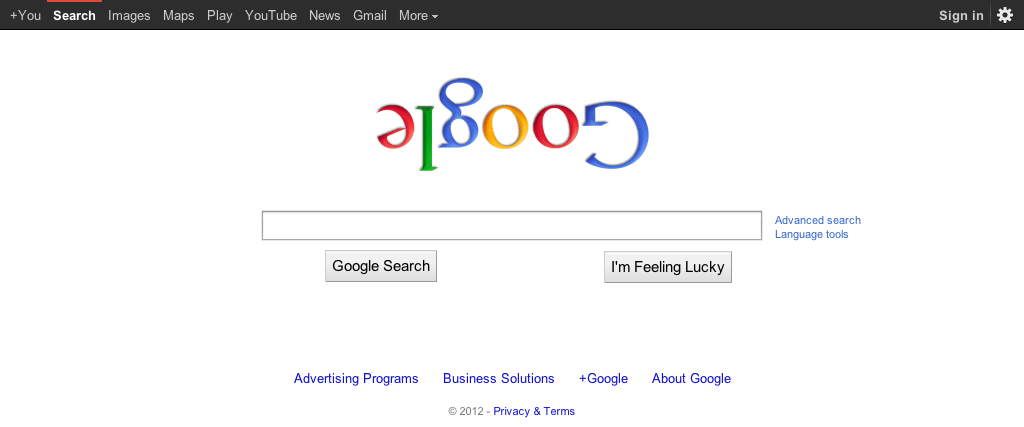 +You Search Images Maps Play YouTube News Gmail More Sign in
Google
Advanced search
Language tools
Google Search I'm Feeling Lucky
Advertising Programs Business Solutions +Google About Google
© 2012 - Privacy & Terms